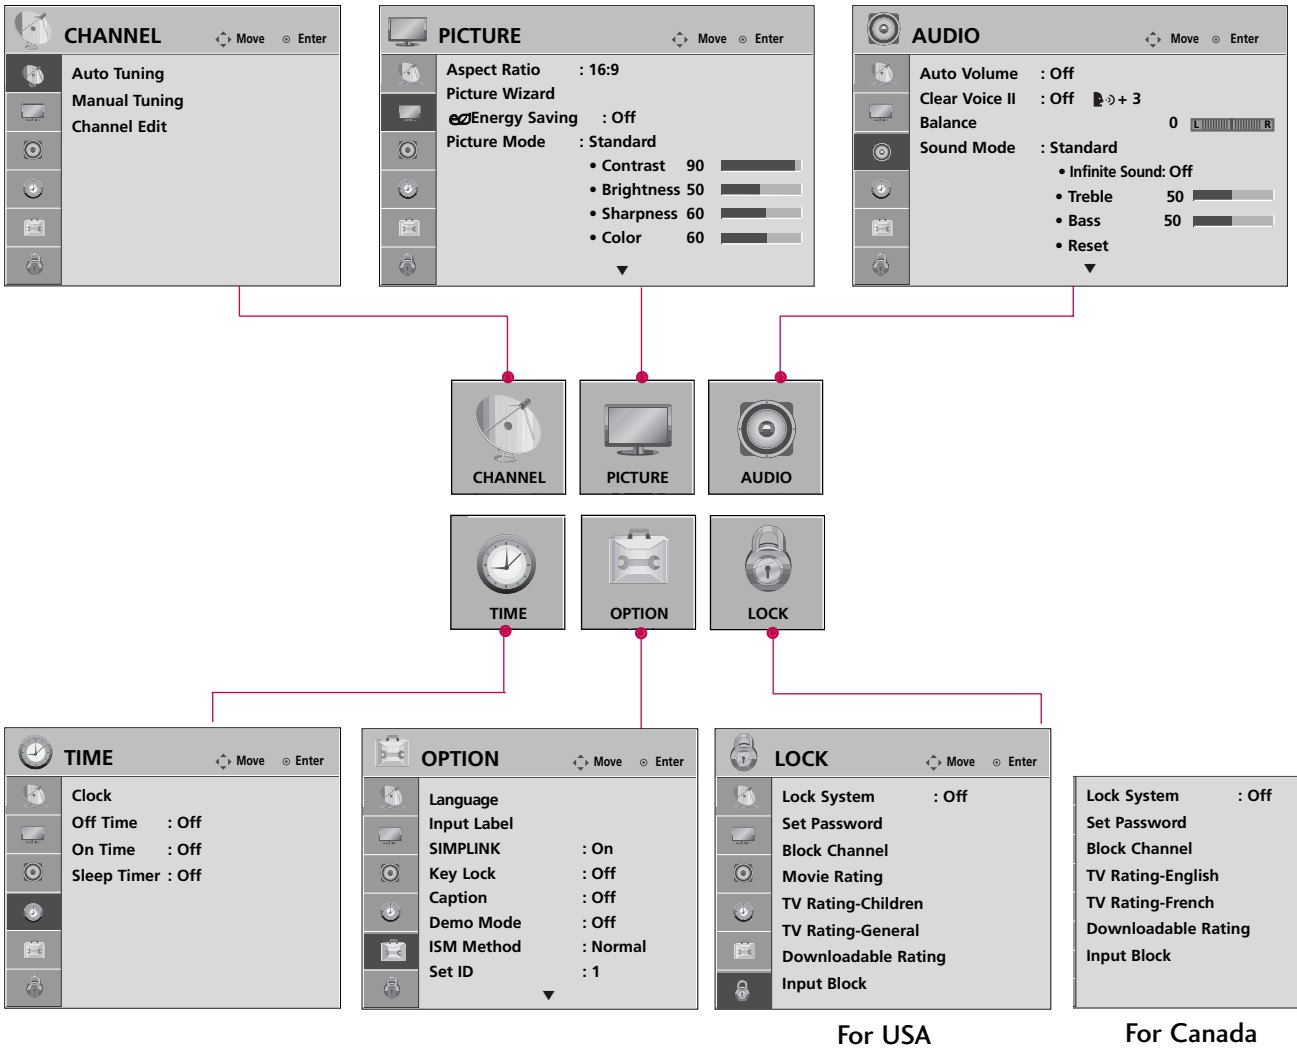 CHANNEL
Move Enter
Auto Tuning
Manual Tuning
Channel Edit
PICTURE
Move Enter
Aspect Ratio : 16:9
Picture Wizard
eco Energy Saving : Off
Picture Mode : Standard
• Contrast 90
• Brightness 50
• Sharpness 60
• Color 60
AUDIO
Move Enter
Auto Volume : Off
Clear Voice II : Off + 3
Balance 0 L R
Sound Mode : Standard
• Infinite Sound: Off
• Treble 50
• Bass 50
• Reset
CHANNEL
PICTURE
AUDIO
TIME
OPTION
LOCK
TIME
Move Enter
Clock
Off Time : Off
On Time : Off
Sleep Timer : Off
OPTION
Move Enter
Language
Input Label
SIMPLINK : On
Key Lock : Off
Caption : Off
Demo Mode : Off
ISM Method : Normal
Set ID : 1
LOCK
Move Enter
Lock System : Off
Set Password
Block Channel
Movie Rating
TV Rating-Children
TV Rating-General
Downloadable Rating
Input Block
For USA
Lock System : Off
Set Password
Block Channel
TV Rating-English
TV Rating-French
Downloadable Rating
Input Block
For Canada